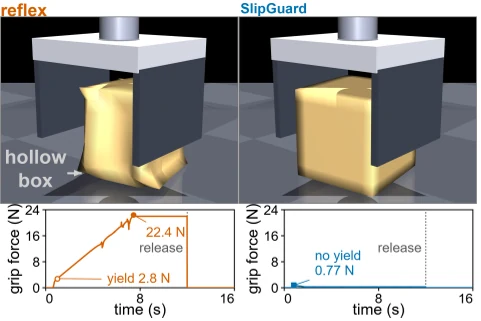 reflex
SlipGuard
hollow
box
grip force (N)
24
16
8
0
22.4 N
release
yield 2.8 N
0
8
16
time (s)
grip force (N)
24
16
8
0
release
no yield
0.77 N
0
8
16
time (s)